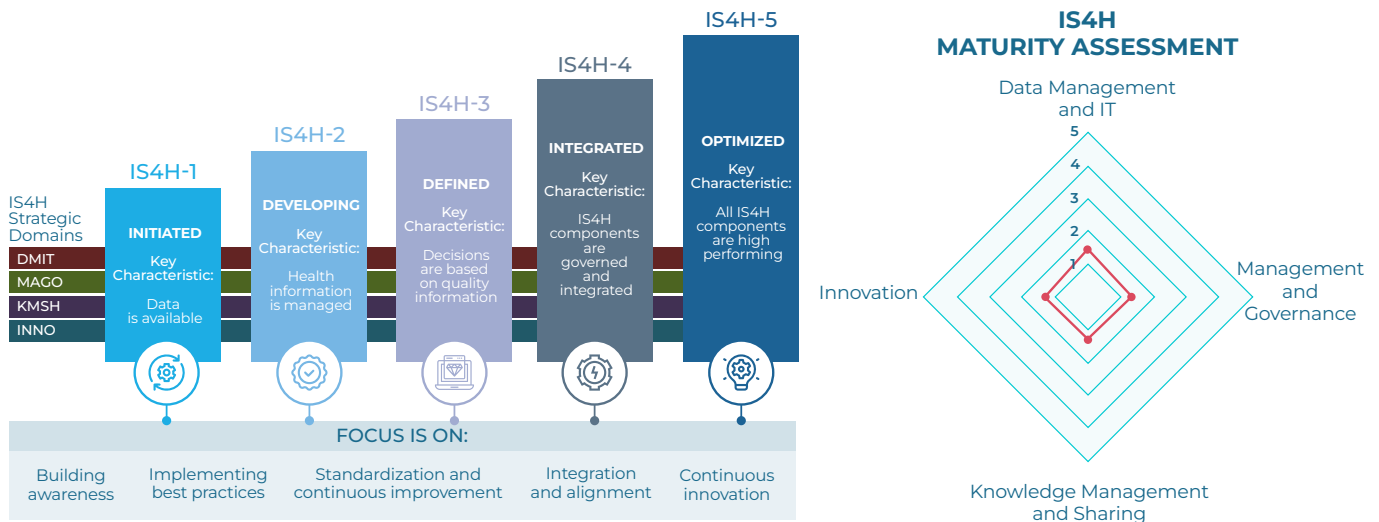 IS4H
Strategic
Domains
DMIT
MAGO
KMSH
INNO
IS4H-1
INITIATED
Key
Characteristic:
Data
is available
IS4H-2
DEVELOPING
Key
Characteristic:
Health
information
is managed
IS4H-3
DEFINED
Key
Characteristic:
Decisions
are based
on quality
information
IS4H-4
INTEGRATED
Key
Characteristic:
IS4H
components
are
governed
and
integrated
IS4H-5
OPTIMIZED
Key
Characteristic:
All IS4H
components
are high
performing
FOCUS IS ON:
Building
awareness
Implementing
best practices
Standardization and
continuous improvement
Integration
and alignment
Continuous
innovation
IS4H
MATURITY ASSESSMENT
Data Management
and IT
5
4
3
2
1
Innovation
Management
and
Governance
Knowledge Management
and Sharing